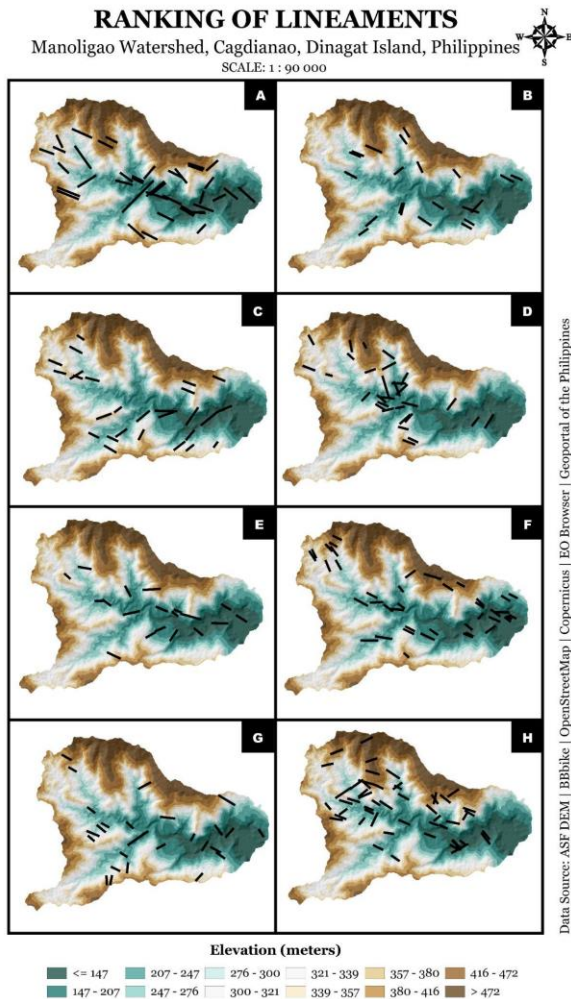 RANKING OF LINEAMENTS
Manoligao Watershed, Cagdianao, Dinagat Island, Philippines
SCALE: 1 : 90 000
N
W E
S
A
B
C
D
E
F
G
H
Data Source: ASF DEM | BBbike | OpenStreetMap | Copernicus | EO Browser | Geoportal of the Philippines
Elevation (meters)
<= 147 207 - 247 276 - 300 321 - 339 357 - 380 416 - 472
147 - 207 247 - 276 300 - 321 339 - 357 380 - 416 > 472